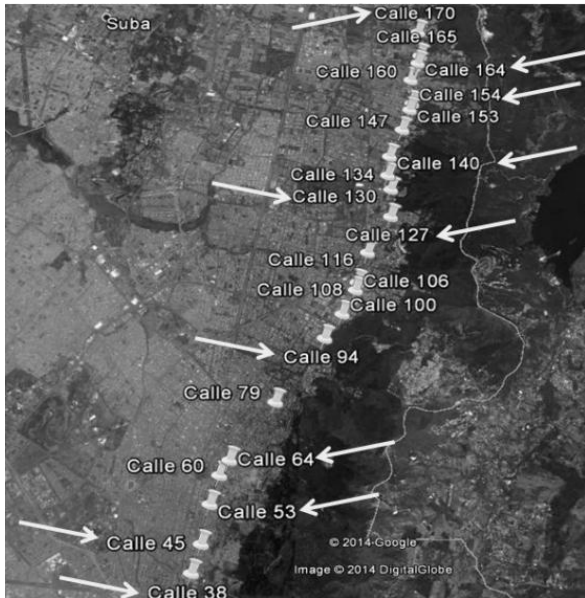 Suba
Calle 170
Calle 165
Calle 164
Calle 160
Calle 154
Calle 153
Calle 147
Calle 140
Calle 134
Calle 130
Calle 127
Calle 116
Calle 106
Calle 108
Calle 100
Calle 94
Calle 79
Calle 64
Calle 60
Calle 53
Calle 45
© 2014 Google
Image © 2014 DigitalGlobe
Calle 38